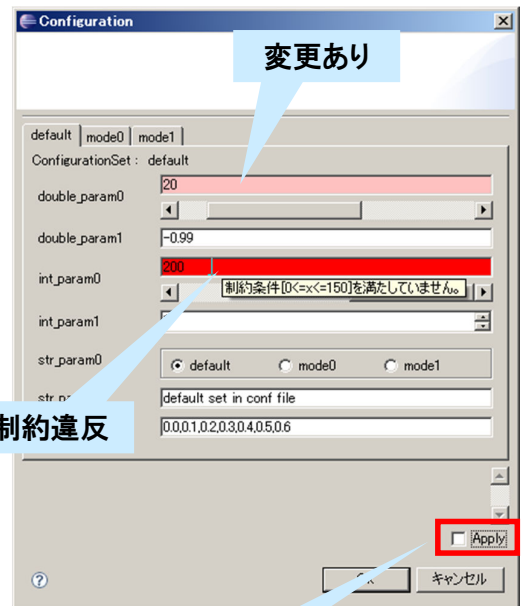 Configuration
変更あり
default mode0 mode1
ConfigurationSet : default
double_param0 20
double_param1 -0.99
int_param0 200
制約条件[0<=x<=150]を満たしていません。
int_param1
str_param0 default mode0 mode1
default set in conf file
制約違反
0.0,0.1,0.2,0.3,0.4,0.5,0.6
Apply
キャンセル